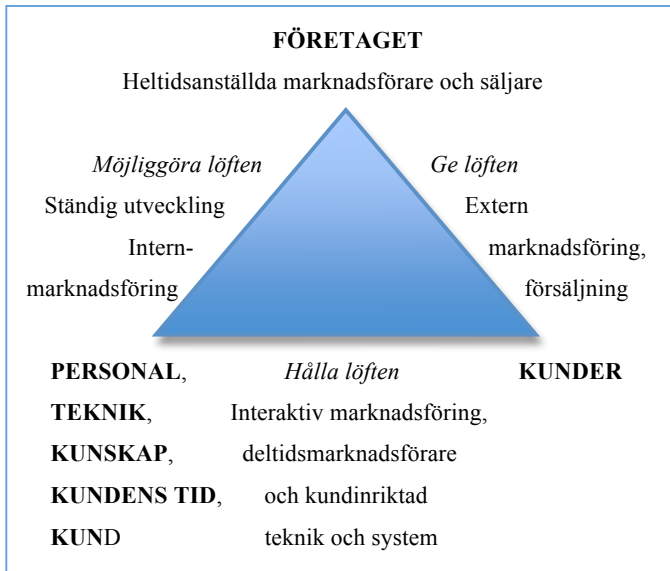 FÖRETAGET
Heltidsanställda marknadsförare och säljare
Möjliggöra löften Ge löften
Ständig utveckling Extern
Intern- marknadsföring,
marknadsföring försäljning
PERSONAL, Hålla löften KUNDER
TEKNIK, Interaktiv marknadsföring,
KUNSKAP, deltidsmarknadsförare
KUNDENS TID, och kundinriktad
KUND teknik och system